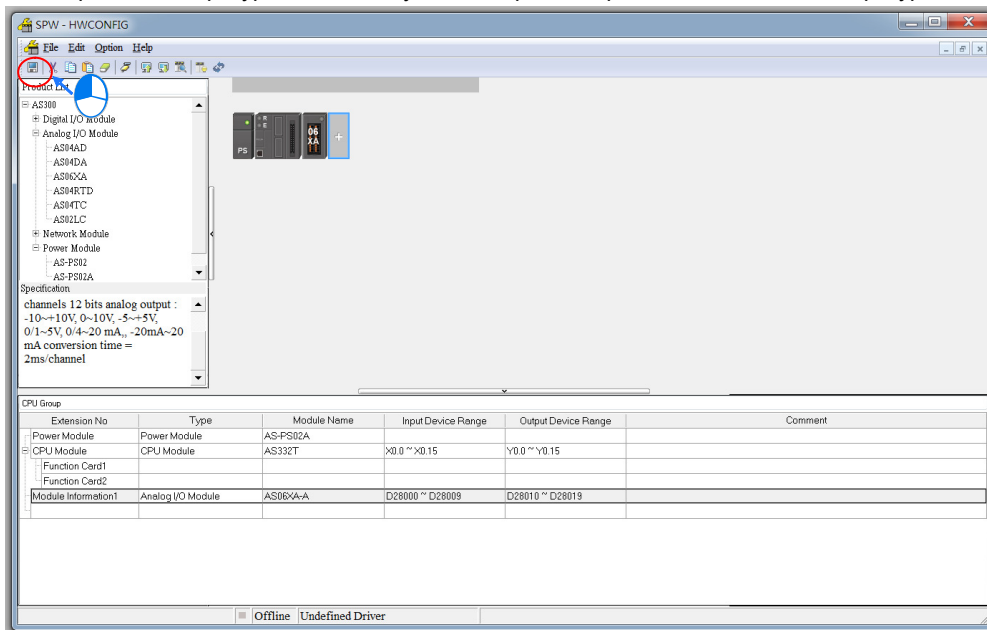 SPW - HWCONFIG
File Edit Option Help
Product List
AS300
Digital I/O Module
Analog I/O Module
AS04AD
AS04DA
AS06XA
AS04RTD
AS04TC
AS02LC
Network Module
Power Module
AS-PS02
AS-PS02A
PS
R
E
06
XA
+
Specification
channels 12 bits analog output :
-10~+10V, 0~10V, -5~+5V,
0/1~5V, 0/4~20 mA,, -20mA~20
mA conversion time =
2ms/channel
CPU Group
Extension No Type Module Name Input Device Range Output Device Range Comment
Power Module Power Module AS-PS02A
CPU Module CPU Module AS332T X0.0 ~ X0.15 Y0.0 ~ Y0.15
Function Card1
Function Card2
Module Information1 Analog I/O Module AS06XA-A D28000 ~ D28009 D28010 ~ D28019
Offline Undefined Driver